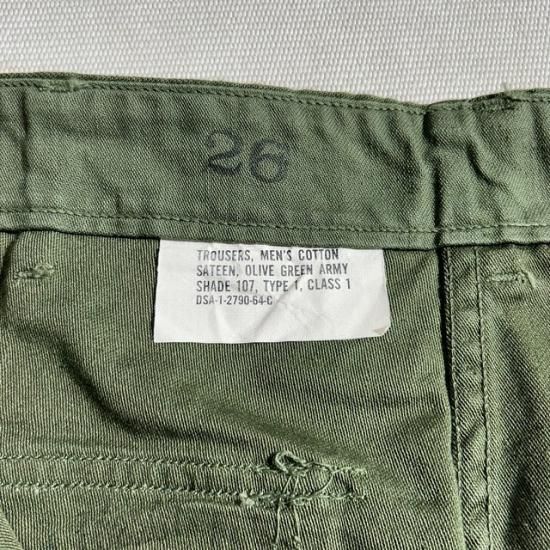 26
TROUSERS, MEN'S COTTON
SATEEN, OLIVE GREEN ARMY
SHADE 107, TYPE 1, CLASS 1
DSA-1-2790-64-C